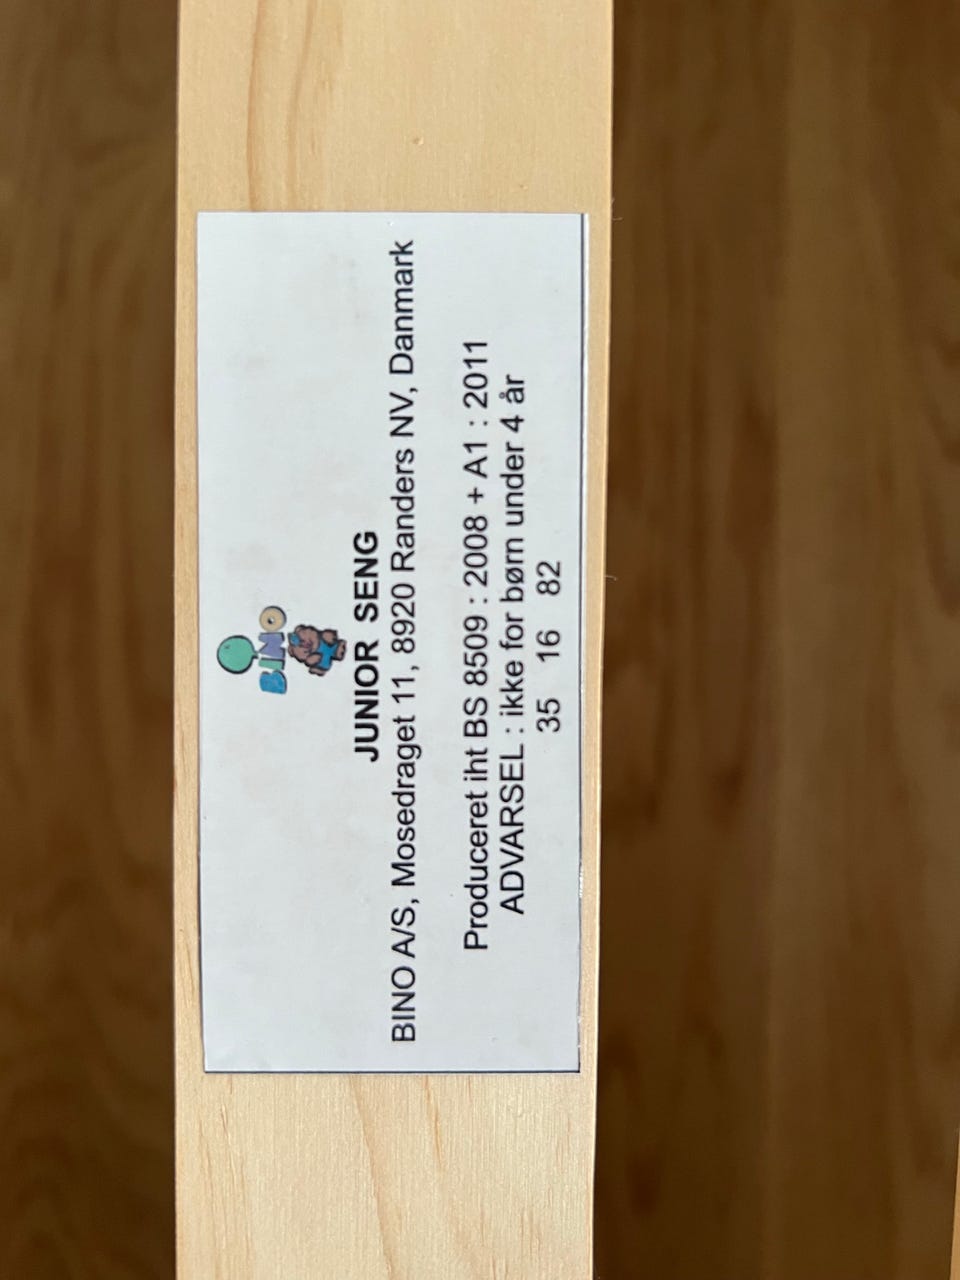 BINO
JUNIOR SENG
BINO A/S, Mosedraget 11, 8920 Randers NV, Danmark
Produceret iht BS 8509 : 2008 + A1 : 2011
ADVARSEL : ikke for børn under 4 år
35 16 82